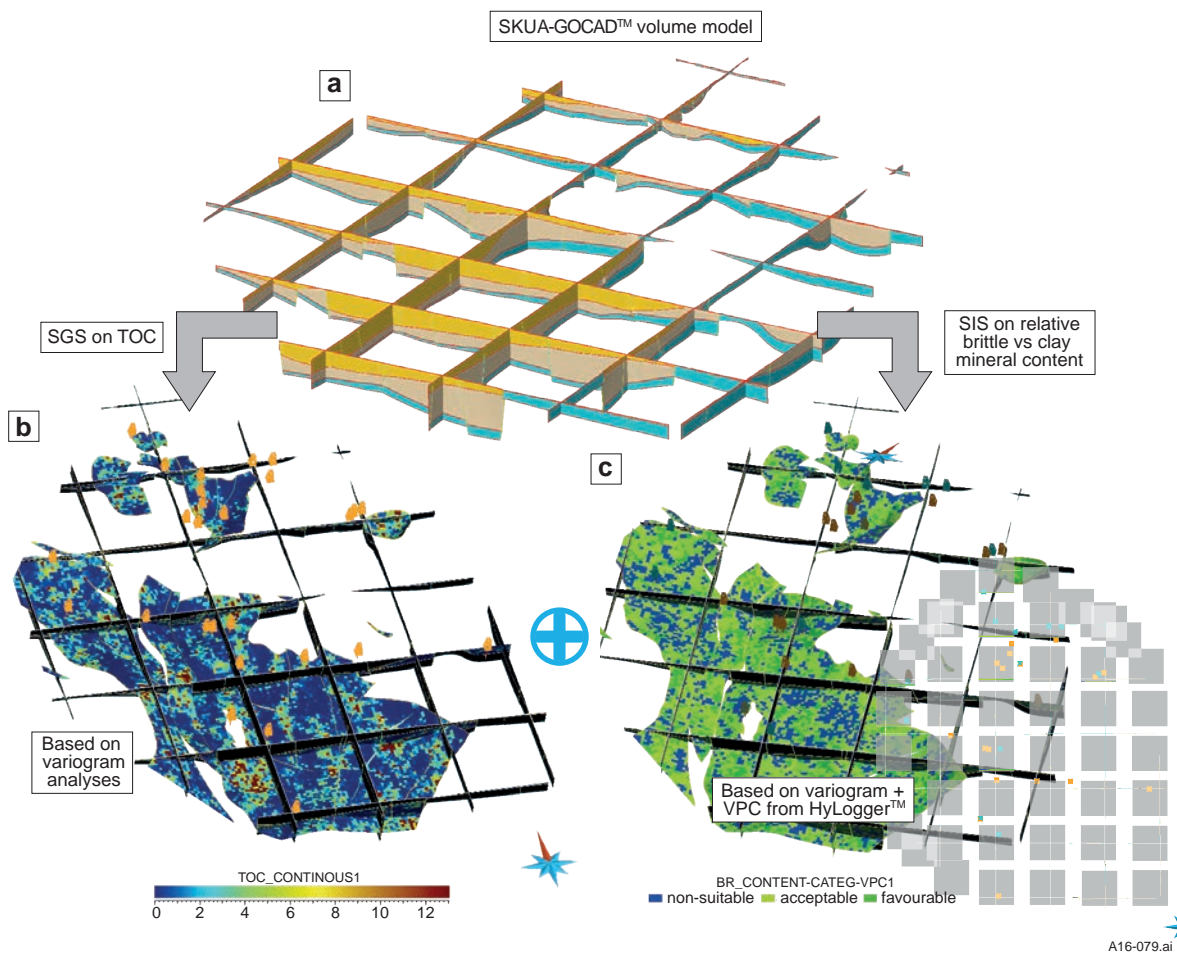 SKUA-GOCAD™ volume model
a
SGS on TOC
SIS on relative
brittle vs clay
mineral content
b
c
Based on
variogram
analyses
Based on variogram +
VPC from HyLogger™
TOC_CONTINOUS1
0 2 4 6 8 10 12
BR_CONTENT-CATEG-VPC1
non-suitable acceptable favourable
A16-079.ai